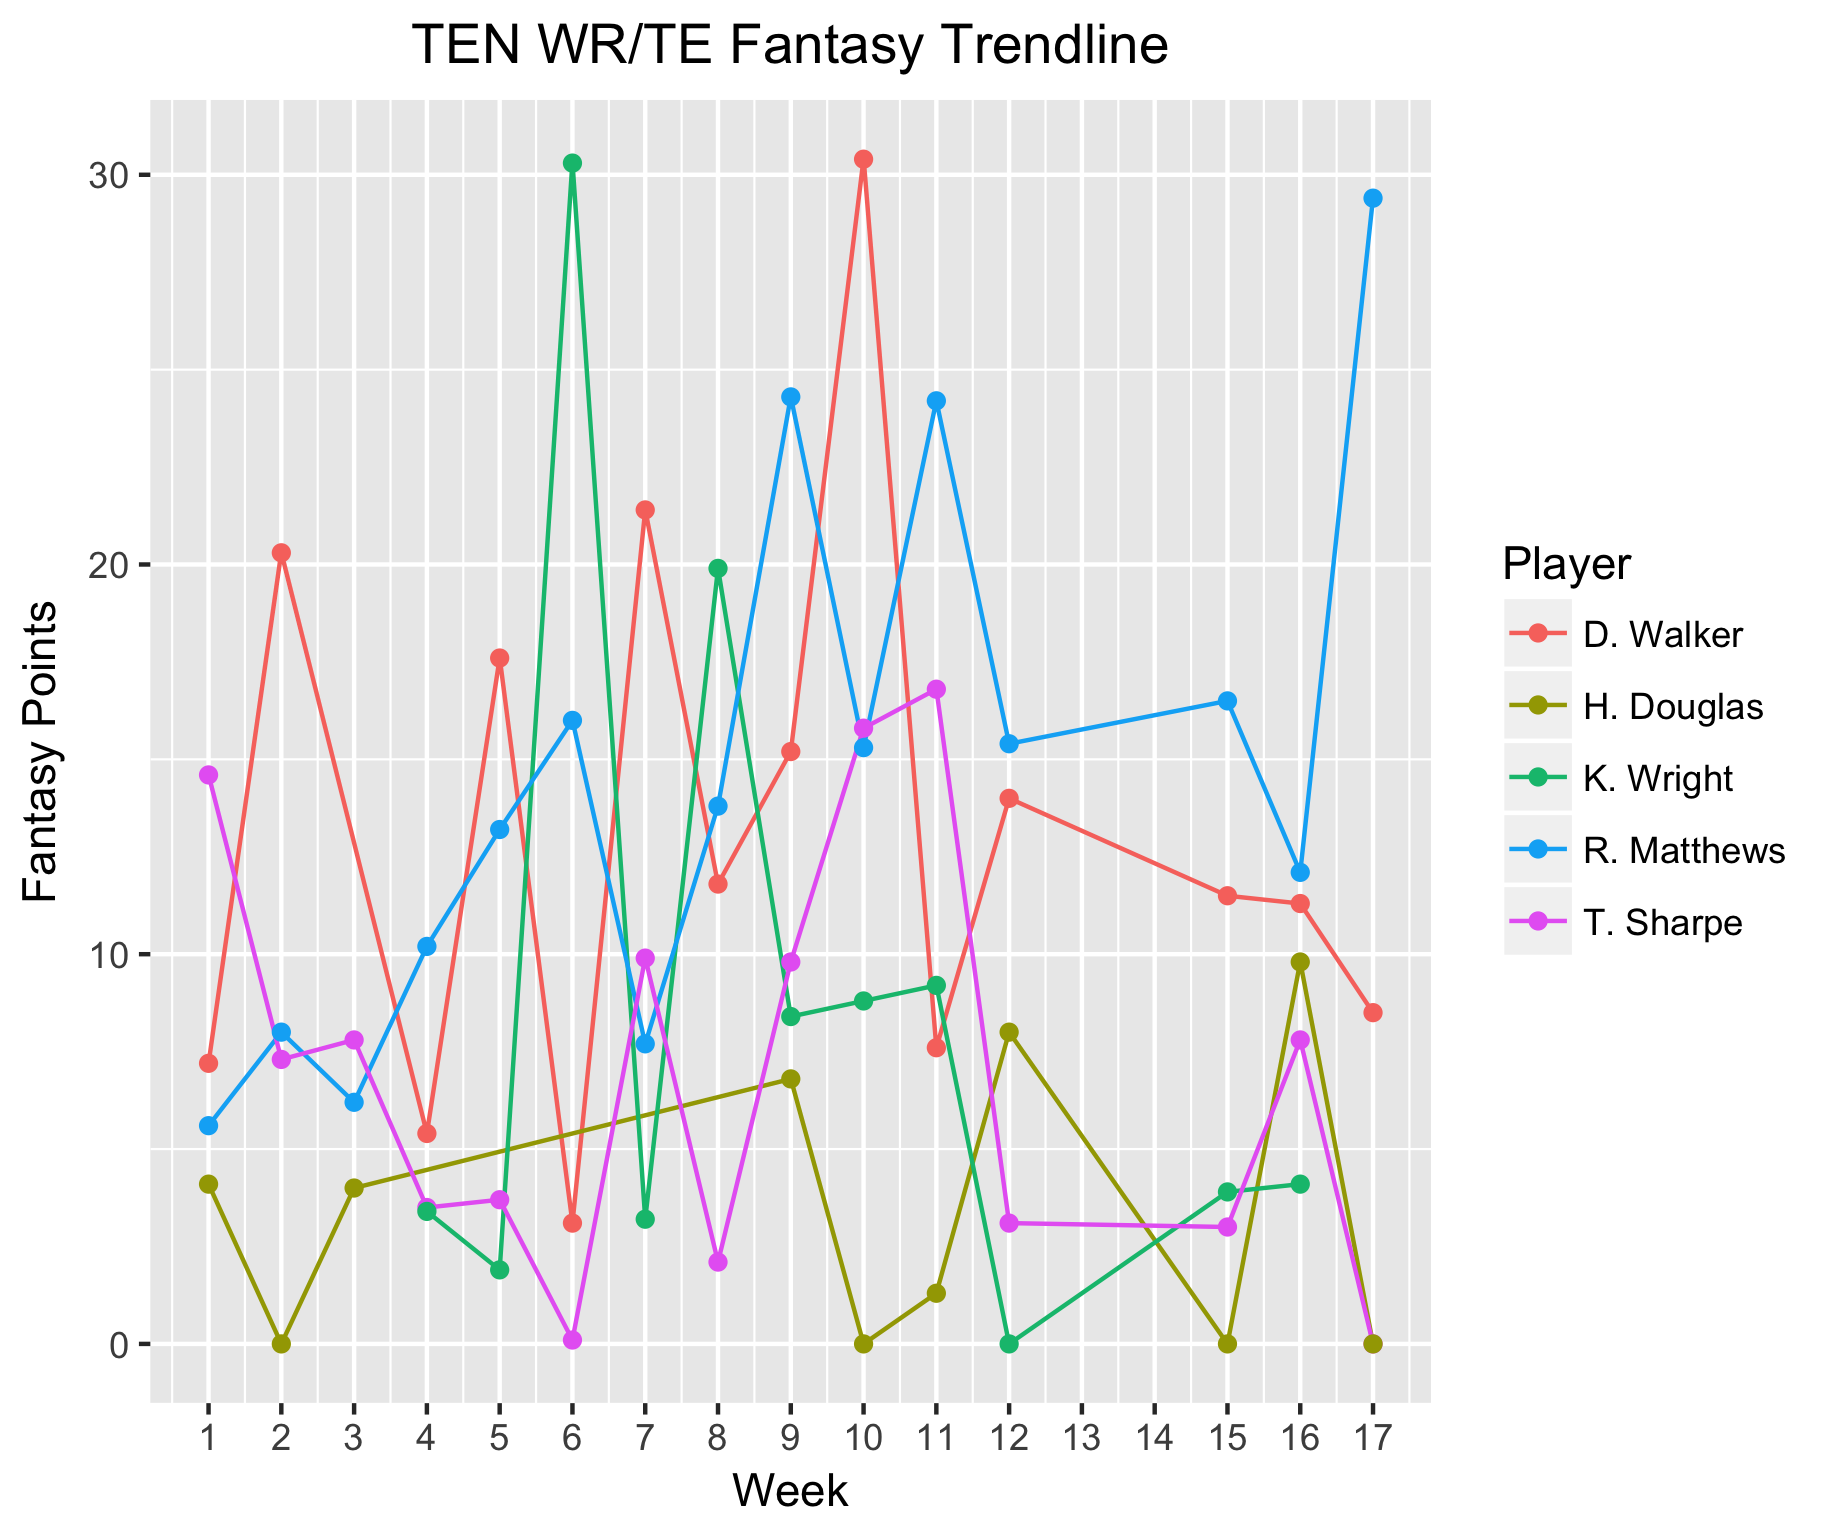 TEN WR/TE Fantasy Trendline
30
20
10
0
Fantasy Points
1 2 3 4 5 6 7 8 9 10 11 12 13 14 15 16 17
Week
Player
D. Walker
H. Douglas
K. Wright
R. Matthews
T. Sharpe